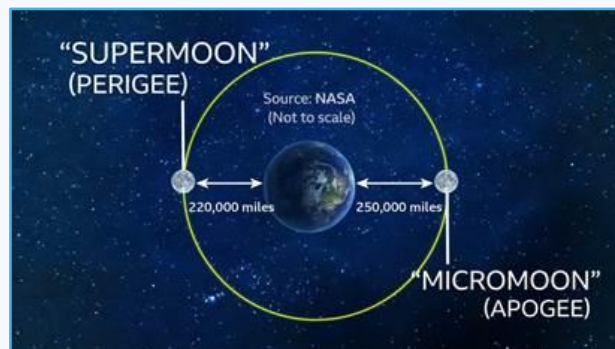 “SUPERMOON”
(PERIGEE)
Source: NASA
(Not to scale)
220,000 miles
250,000 miles
“MICROMOON”
(APOGEE)